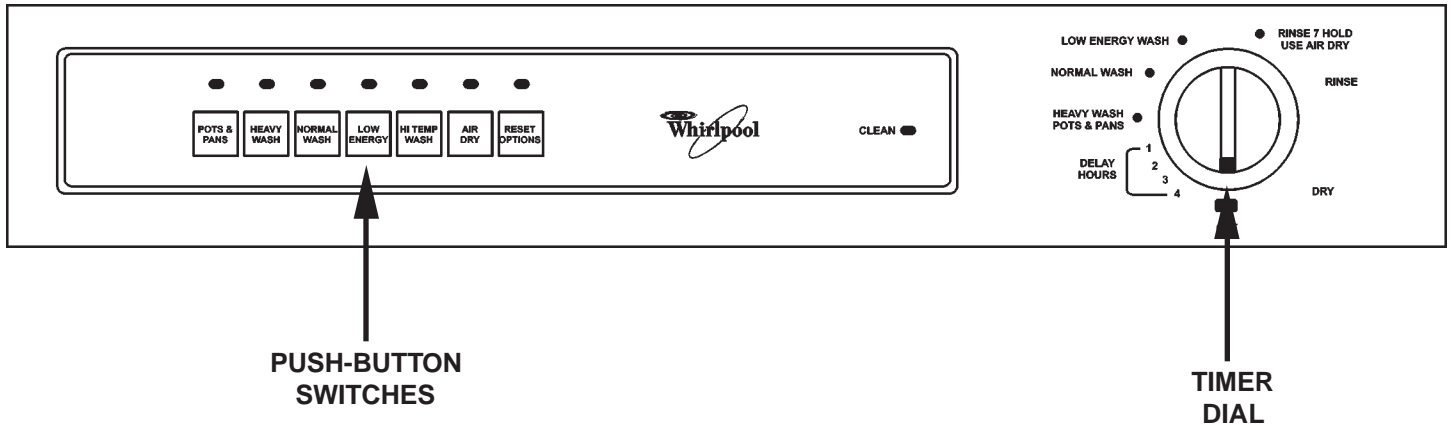 POTS &
PANS
HEAVY
WASH
NORMAL
WASH
LOW
ENERGY
HI TEMP
WASH
AIR
DRY
RESET
OPTIONS
Whirlpool
CLEAN
LOW ENERGY WASH
NORMAL WASH
HEAVY WASH
POTS & PANS
DELAY
HOURS
1
2
3
4
RINSE 7 HOLD
USE AIR DRY
RINSE
DRY
PUSH-BUTTON
SWITCHES
TIMER
DIAL